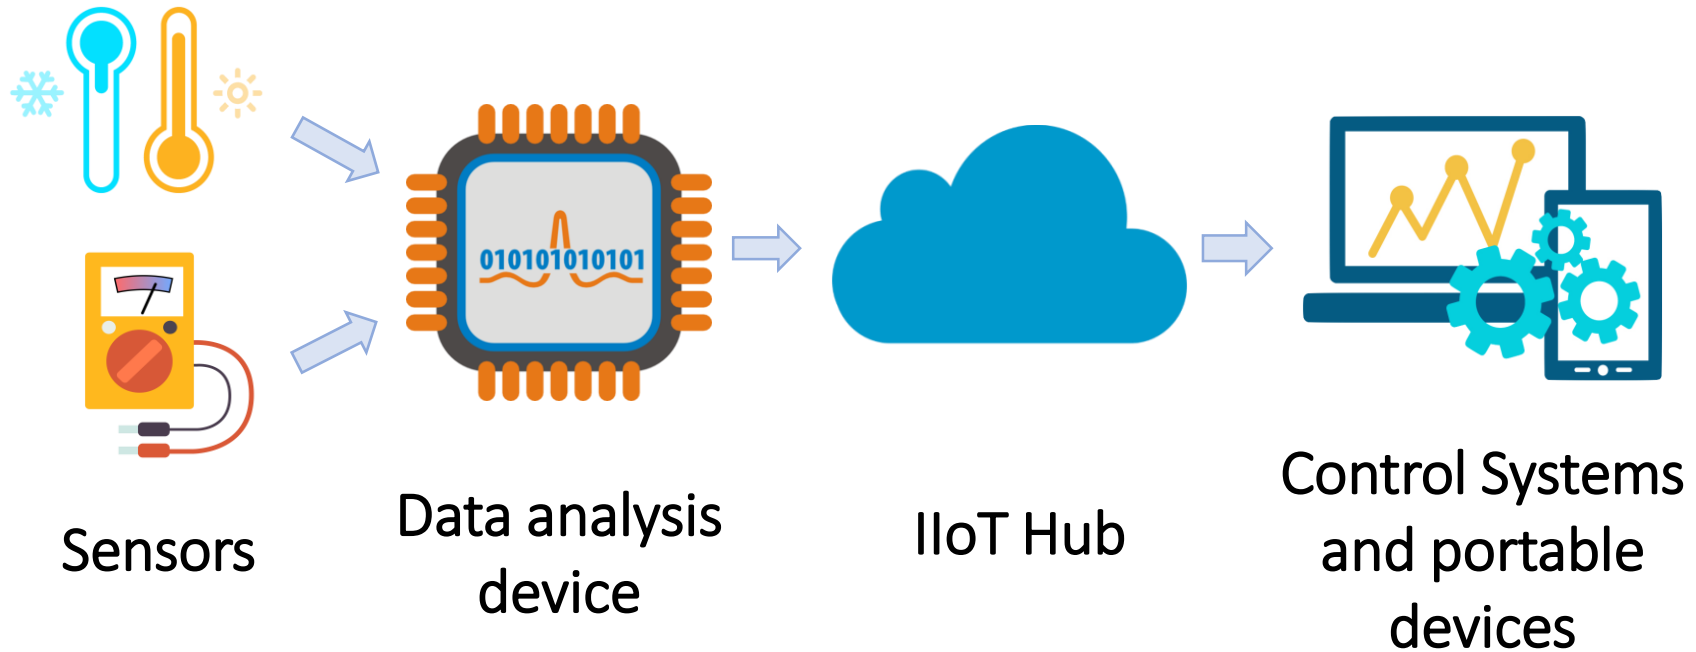 010101010101
Sensors
Data analysis
device
IIoT Hub
Control Systems
and portable
devices